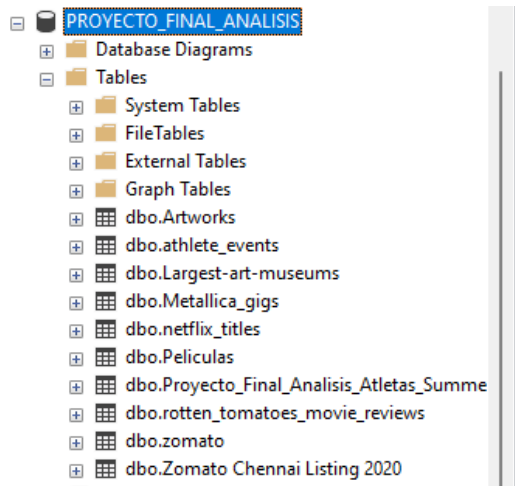 PROYECTO_FINAL_ANALISIS
Database Diagrams
Tables
System Tables
FileTables
External Tables
Graph Tables
dbo.Artworks
dbo.athlete_events
dbo.Largest-art-museums
dbo.Metallica_gigs
dbo.netflix_titles
dbo.Peliculas
dbo.Proyecto_Final_Analisis_Atletas_Summe
dbo.rotten_tomatoes_movie_reviews
dbo.zomato
dbo.Zomato Chennai Listing 2020